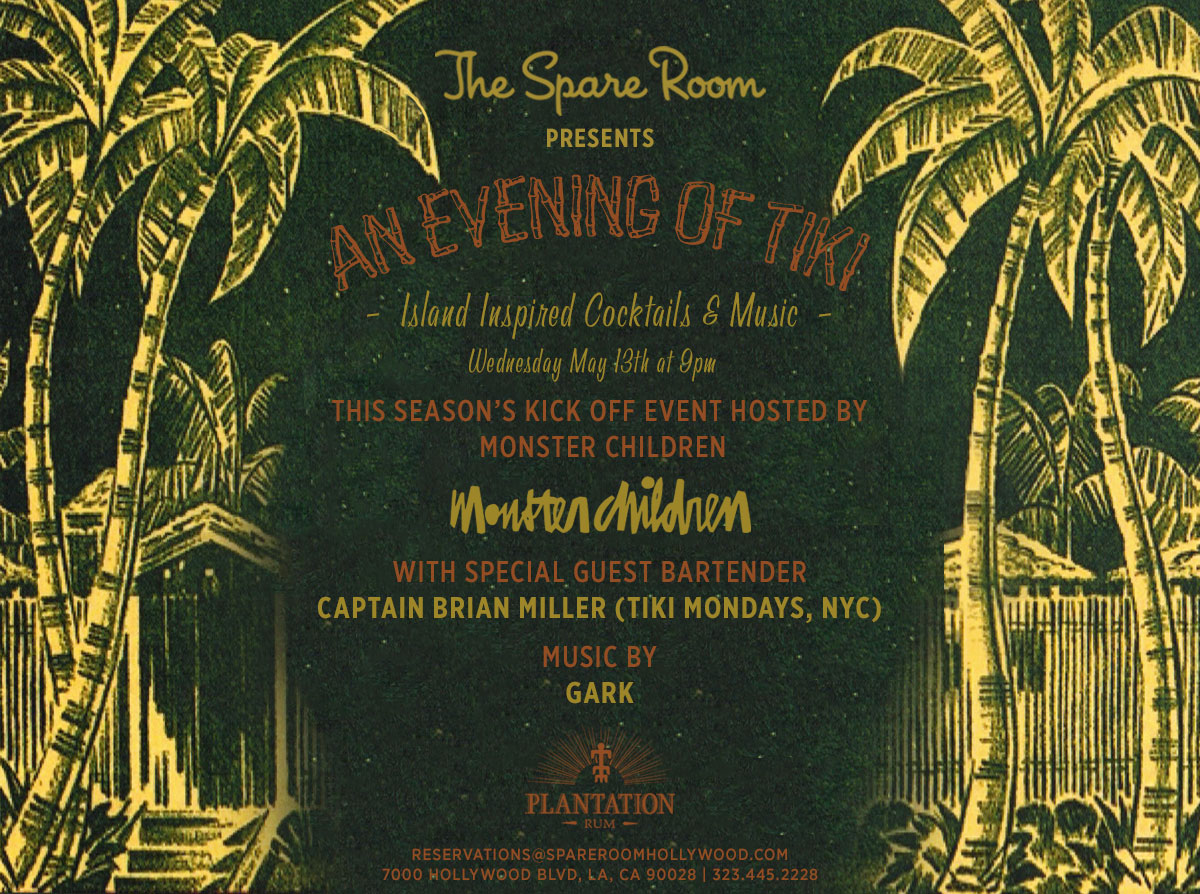 The Spare Room
PRESENTS
AN EVENING OF TIKI
- Island Inspired Cocktails & Music -
Wednesday May 13th at 9pm
THIS SEASON'S KICK OFF EVENT HOSTED BY
MONSTER CHILDREN
monster children
WITH SPECIAL GUEST BARTENDER
CAPTAIN BRIAN MILLER (TIKI MONDAYS, NYC)
MUSIC BY
GARK
PLANTATION
- RUM -
RESERVATIONS@SPAREROOMHOLLYWOOD.COM
7000 HOLLYWOOD BLVD, LA, CA 90028 | 323.445.2228